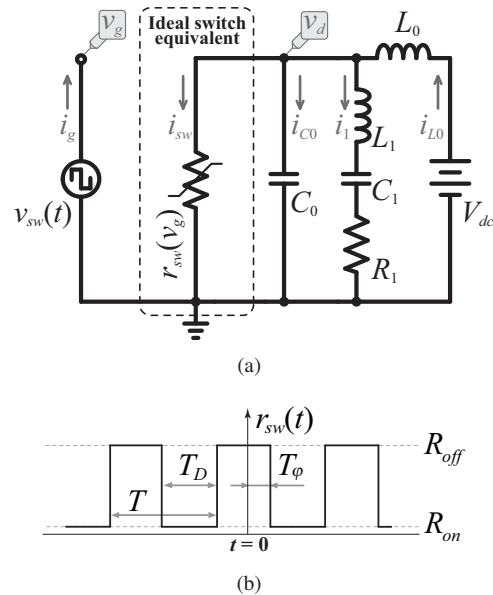 v_g
Ideal switch
equivalent
v_d
L_0
i_g
i_sw
i_C0
i_1
i_L0
L_1
v_sw(t)
r_sw(v_g)
C_0
C_1
V_dc
R_1
(a)
r_sw(t)
R_off
T_D
T_φ
T
R_on
t = 0
(b)